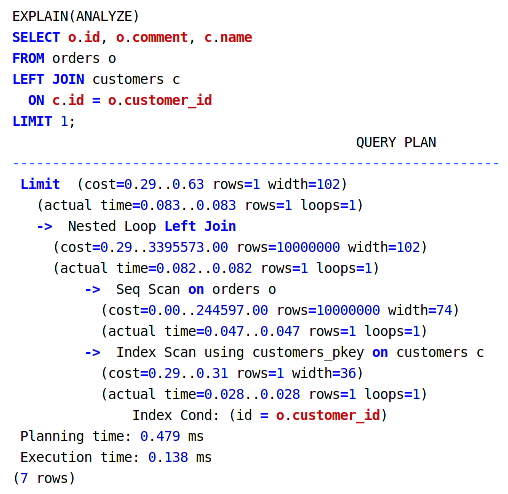 EXPLAIN(ANALYZE)
SELECT o.id, o.comment, c.name
FROM orders o
LEFT JOIN customers c
  ON c.id = o.customer_id
LIMIT 1;
                                           QUERY PLAN
-------------------------------------------------------------
 Limit  (cost=0.29..0.63 rows=1 width=102)
   (actual time=0.083..0.083 rows=1 loops=1)
   ->  Nested Loop Left Join
     (cost=0.29..3395573.00 rows=10000000 width=102)
     (actual time=0.082..0.082 rows=1 loops=1)
         ->  Seq Scan on orders o
           (cost=0.00..244597.00 rows=10000000 width=74)
           (actual time=0.047..0.047 rows=1 loops=1)
         ->  Index Scan using customers_pkey on customers c
           (cost=0.29..0.31 rows=1 width=36)
           (actual time=0.028..0.028 rows=1 loops=1)
               Index Cond: (id = o.customer_id)
 Planning time: 0.479 ms
 Execution time: 0.138 ms
(7 rows)